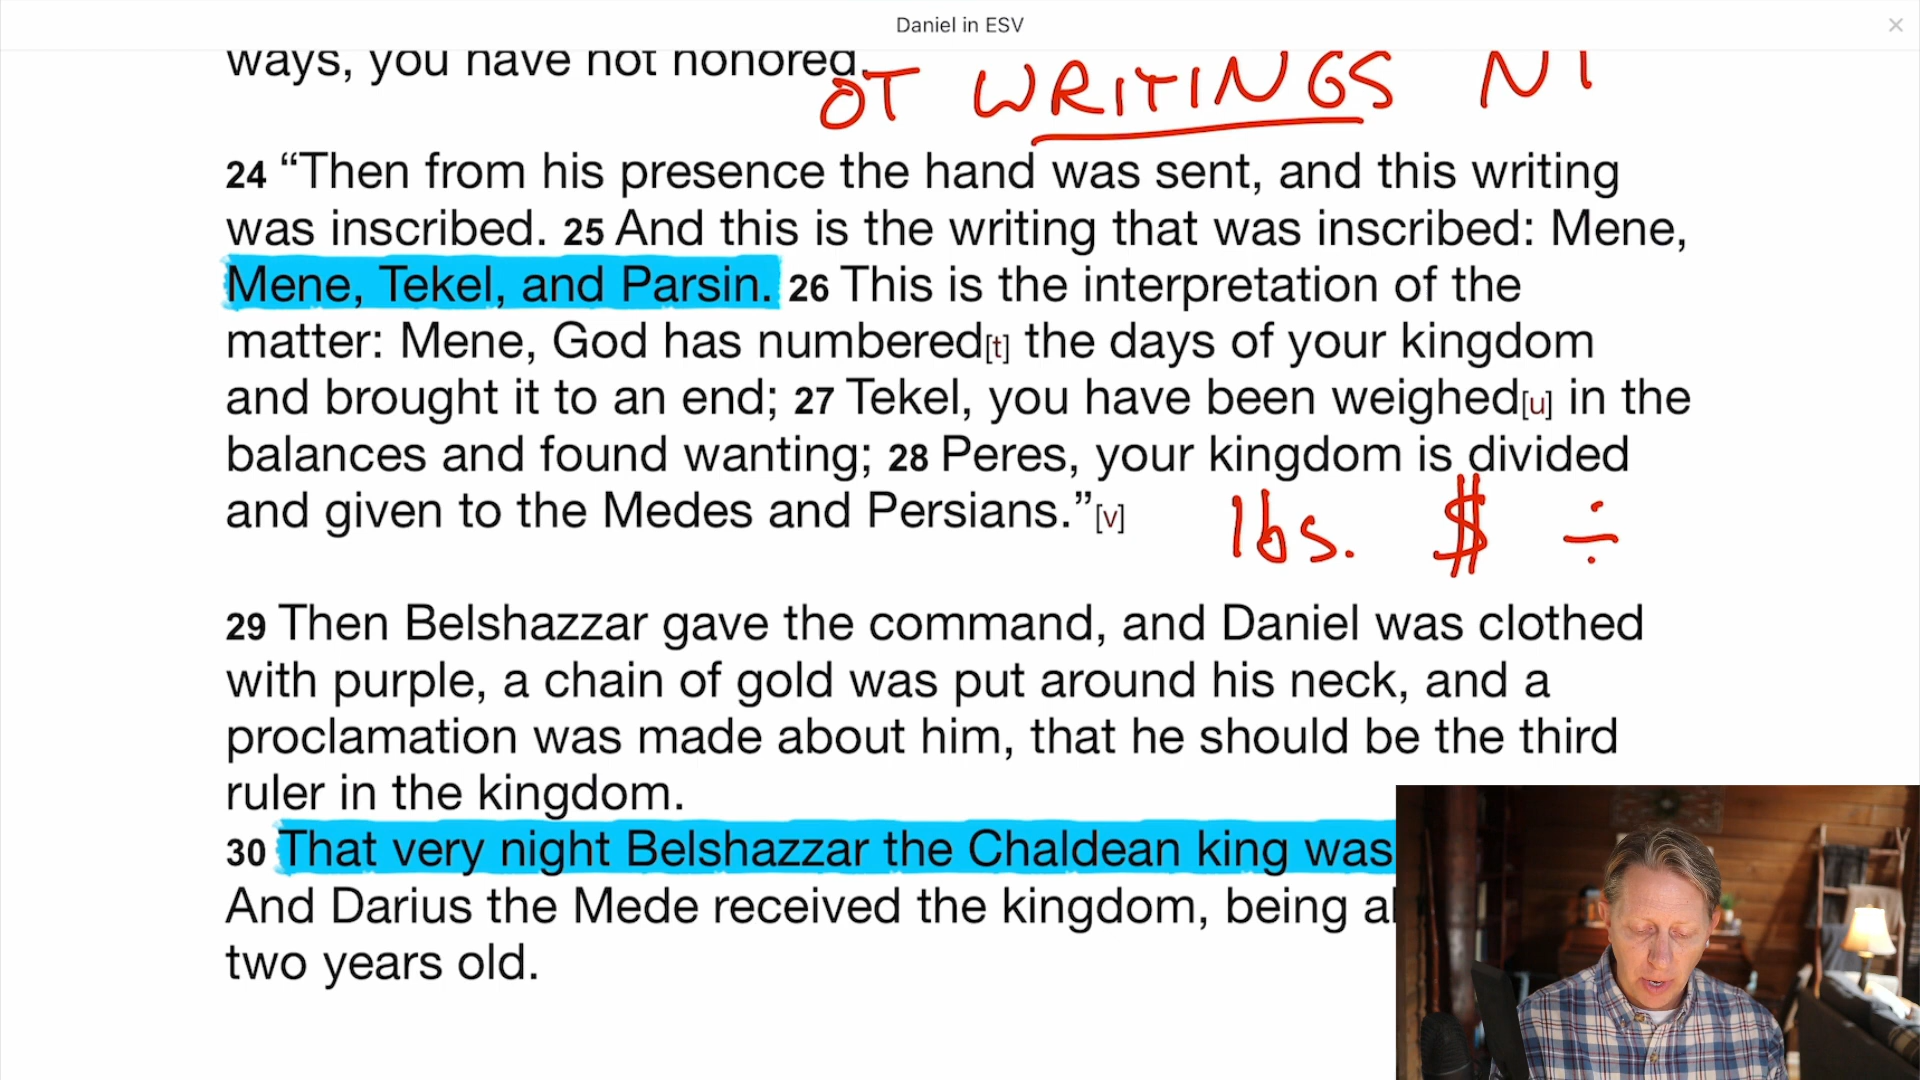 Daniel in ESV
ways, you have not honored.
OT WRITINGS NT
24 “Then from his presence the hand was sent, and this writing
was inscribed. 25 And this is the writing that was inscribed: Mene,
Mene, Tekel, and Parsin. 26 This is the interpretation of the
matter: Mene, God has numbered[t] the days of your kingdom
and brought it to an end; 27 Tekel, you have been weighed[u] in the
balances and found wanting; 28 Peres, your kingdom is divided
and given to the Medes and Persians.”[v]
lbs. $ ÷
29 Then Belshazzar gave the command, and Daniel was clothed
with purple, a chain of gold was put around his neck, and a
proclamation was made about him, that he should be the third
ruler in the kingdom.
30 That very night Belshazzar the Chaldean king was
And Darius the Mede received the kingdom, being
two years old.